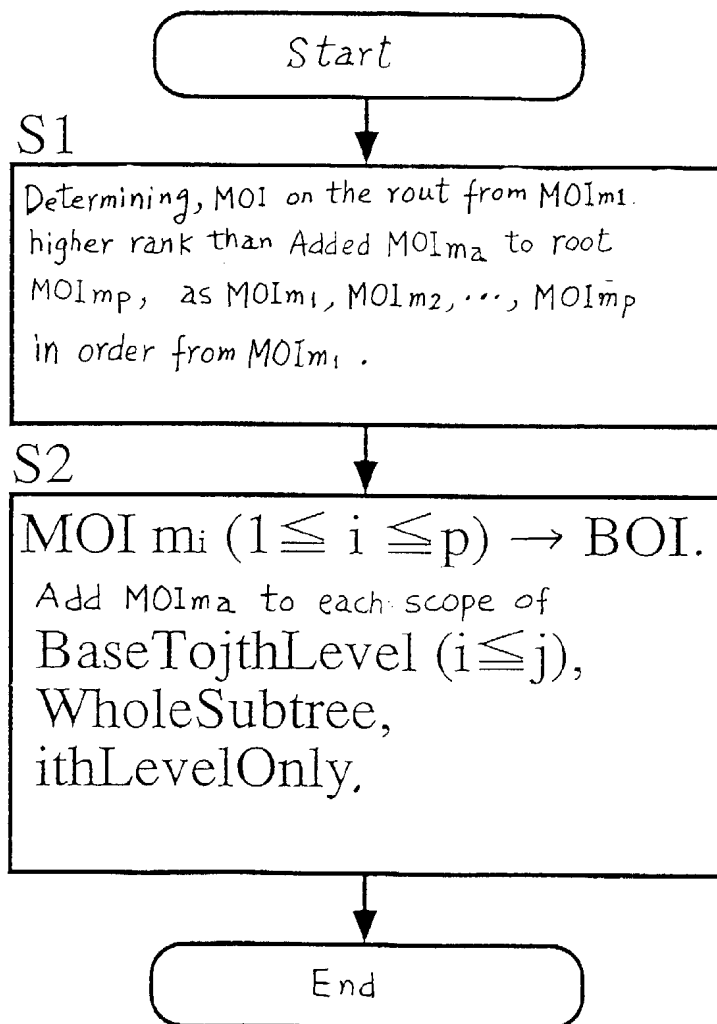 Start
S1
Determining, MOI on the rout from MOIm1.
higher rank than Added MOIma to root
MOImp, as MOIm1, MOIm2, ···, MOImp
in order from MOIm1.
S2
MOI mi (1≦ i ≦p) → BOI.
Add MOIma to each scope of
BaseTojthLevel (i≦j),
WholeSubtree,
ithLevelOnly.
End